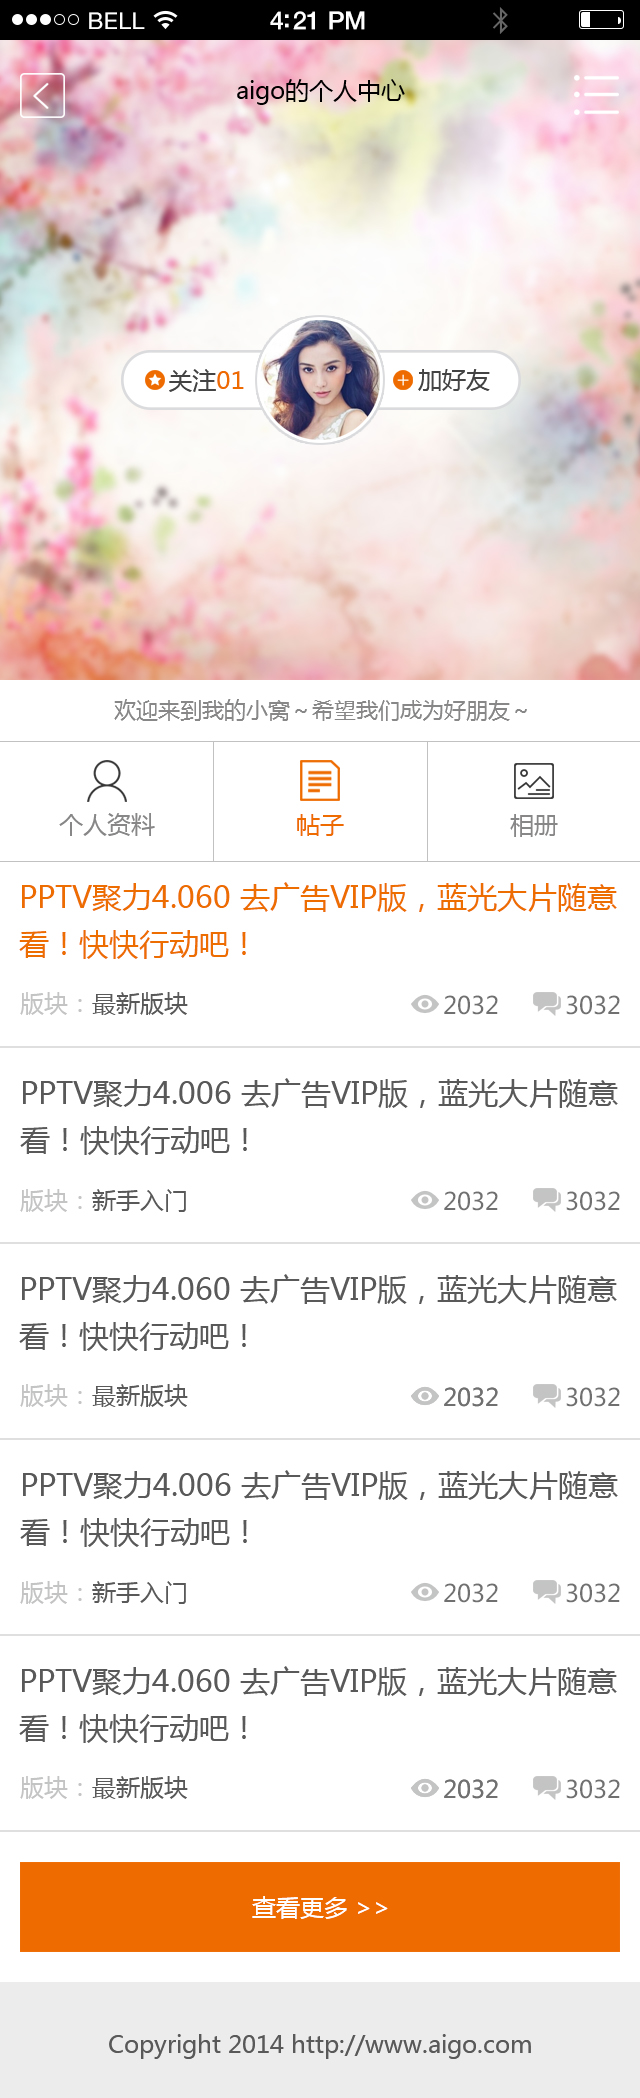 BELL 4:21 PM
aigo的个人中心
关注01 加好友
欢迎来到我的小窝～希望我们成为好朋友～
个人资料 帖子 相册
PPTV聚力4.060 去广告VIP版，蓝光大片随意
看！快快行动吧！
版块：最新版块 2032 3032
PPTV聚力4.006 去广告VIP版，蓝光大片随意
看！快快行动吧！
版块：新手入门 2032 3032
PPTV聚力4.060 去广告VIP版，蓝光大片随意
看！快快行动吧！
版块：最新版块 2032 3032
PPTV聚力4.006 去广告VIP版，蓝光大片随意
看！快快行动吧！
版块：新手入门 2032 3032
PPTV聚力4.060 去广告VIP版，蓝光大片随意
看！快快行动吧！
版块：最新版块 2032 3032
查看更多 >>
Copyright 2014 http://www.aigo.com